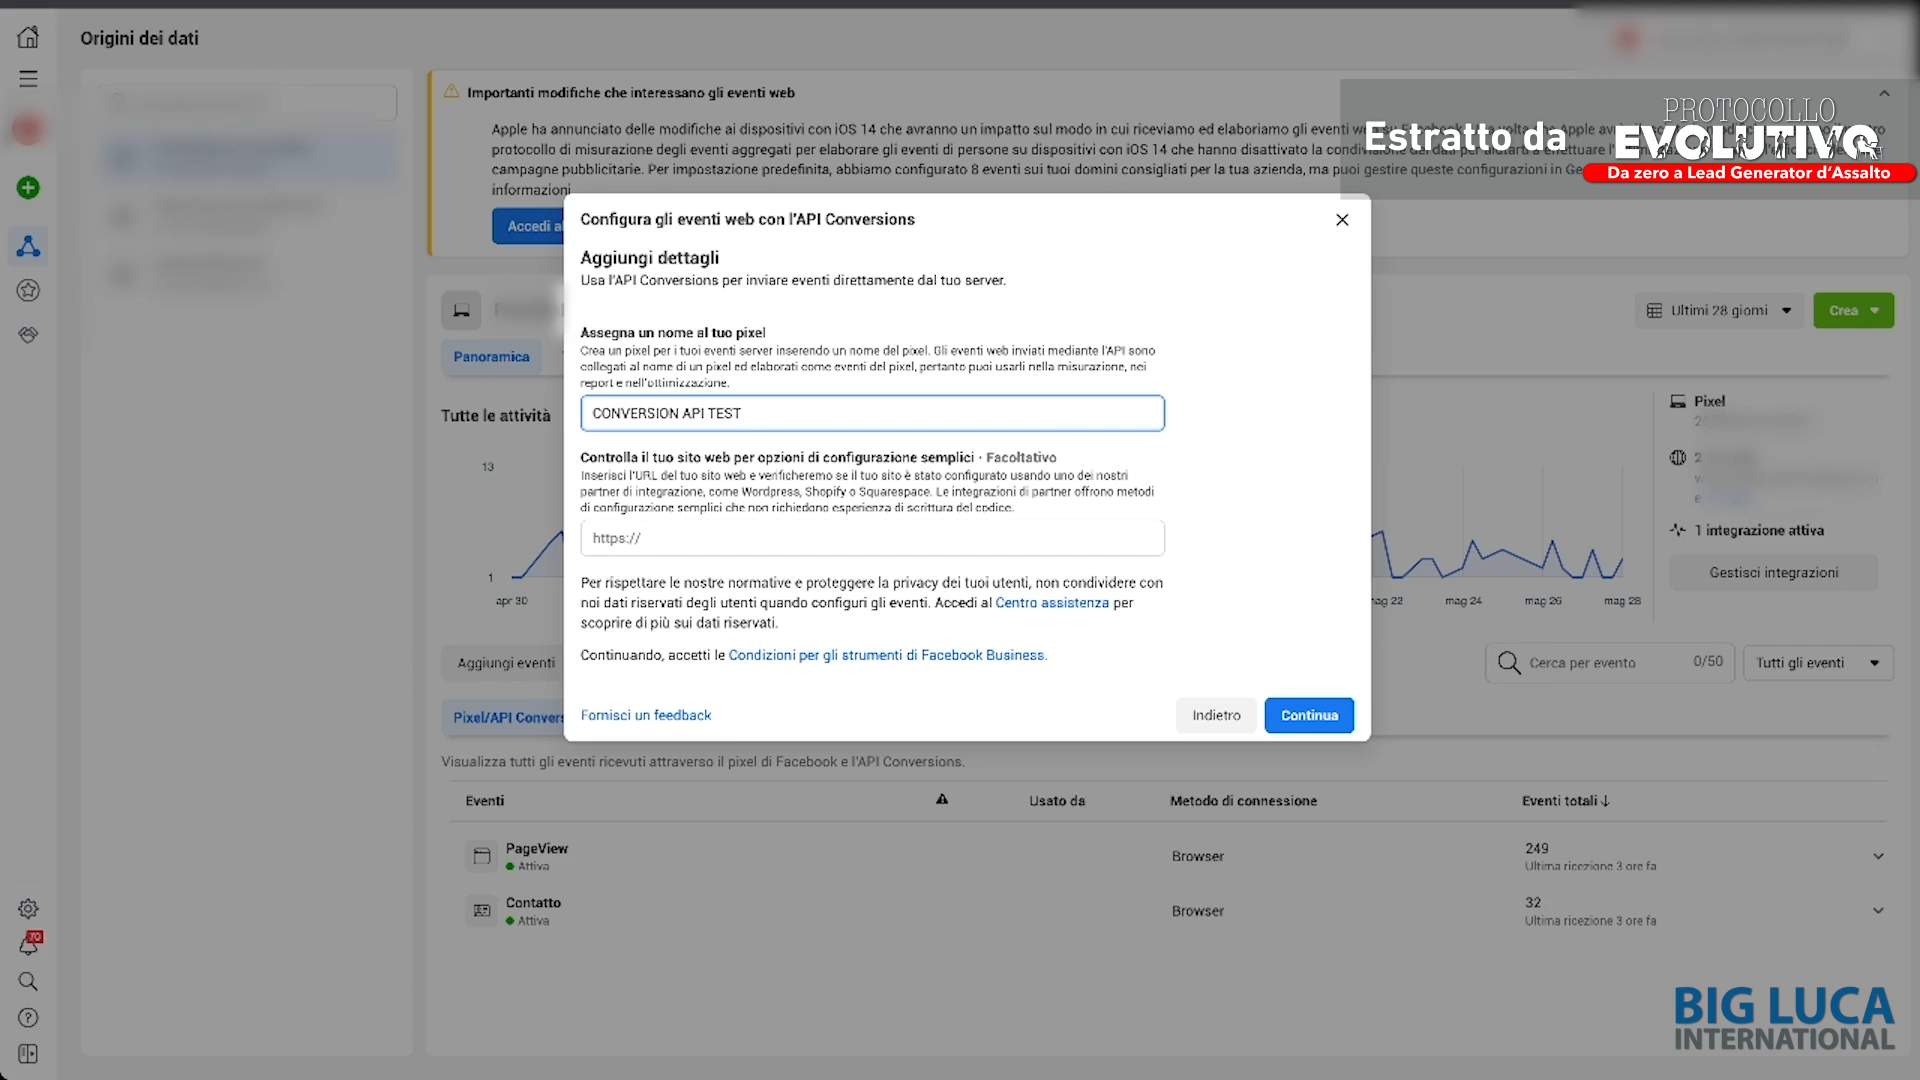 Origini dei dati
Importanti modifiche che interessano gli eventi web
Apple ha annunciato delle modifiche ai dispositivi con iOS 14 che avranno un impatto sul modo in cui riceviamo ed elaboriamo gli eventi
protocollo di misurazione degli eventi aggregati per elaborare gli eventi di persone su dispositivi con iOS 14 che hanno disattivato la
campagne pubblicitarie. Per impostazione predefinita, abbiamo configurato 8 eventi sui tuoi domini consigliati per la tua azienda, ma puoi gestire queste configurazioni in
informazioni
Accedi al
Estratto da
PROTOCOLLO
EVOLUTIVO
Da zero a Lead Generator d'Assalto
Configura gli eventi web con l'API Conversions
Aggiungi dettagli
Usa l'API Conversions per inviare eventi direttamente dal tuo server.
Assegna un nome al tuo pixel
Crea un pixel per i tuoi eventi server inserendo un nome del pixel. Gli eventi web inviati mediante l'API sono
collegati al nome di un pixel ed elaborati come eventi del pixel, pertanto puoi usarli nella misurazione, nei
report e nell'ottimizzazione.
CONVERSION API TEST
Controlla il tuo sito web per opzioni di configurazione semplici · Facoltativo
Inserisci l'URL del tuo sito web e verificheremo se il tuo sito è stato configurato usando uno dei nostri
partner di integrazione, come Wordpress, Shopify o Squarespace. Le integrazioni di partner offrono metodi
di configurazione semplici che non richiedono esperienza di scrittura del codice.
https://
Per rispettare le nostre normative e proteggere la privacy dei tuoi utenti, non condividere con
noi dati riservati degli utenti quando configuri gli eventi. Accedi al Centro assistenza per
scoprire di più sui dati riservati.
Continuando, accetti le Condizioni per gli strumenti di Facebook Business.
Fornisci un feedback
Indietro
Continua
Ultimi 28 giorni
Crea
Panoramica
Tutte le attività
13
1
apr 30
mag 22
mag 24
mag 26
mag 28
Pixel
1 integrazione attiva
Gestisci integrazioni
Aggiungi eventi
Cerca per evento
0/50
Tutti gli eventi
Pixel/API Convers
Visualizza tutti gli eventi ricevuti attraverso il pixel di Facebook e l'API Conversions.
Eventi
Usato da
Metodo di connessione
Eventi totali
PageView
Attiva
Browser
249
Ultima ricezione 3 ore fa
Contatto
Attiva
Browser
32
Ultima ricezione 3 ore fa
70
BIG LUCA
INTERNATIONAL